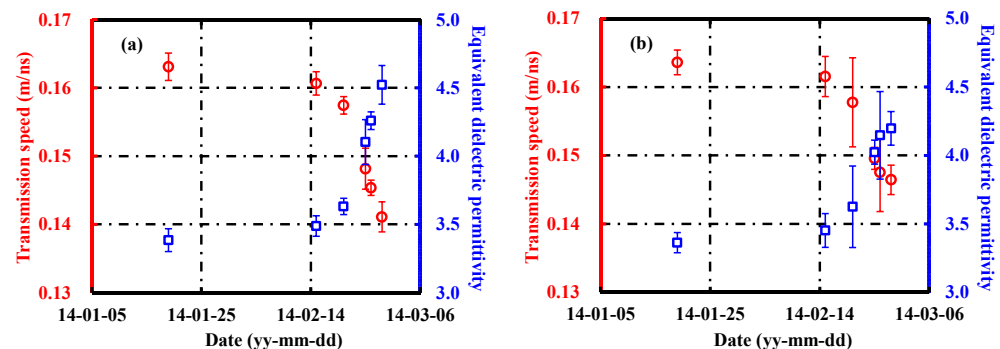 Transmission speed (m/ns)
0.17
0.16
0.15
0.14
0.13
(a)
5.0
4.5
4.0
3.5
3.0
Equivalent dielectric permittivity
14-01-05 14-01-25 14-02-14 14-03-06
Date (yy-mm-dd)
Transmission speed (m/ns)
0.17
0.16
0.15
0.14
0.13
(b)
5.0
4.5
4.0
3.5
3.0
Equivalent dielectric permittivity
14-01-05 14-01-25 14-02-14 14-03-06
Date (yy-mm-dd)